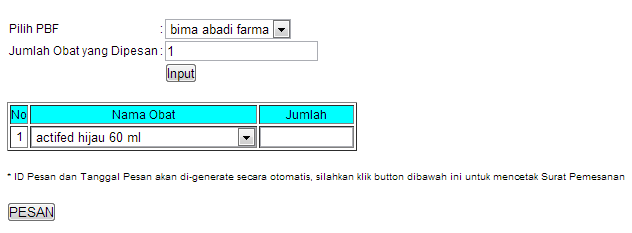 Pilih PBF : bima abadi farma
Jumlah Obat yang Dipesan : 1
Input
No Nama Obat Jumlah
1 actifed hijau 60 ml
* ID Pesan dan Tanggal Pesan akan di-generate secara otomatis, silahkan klik button dibawah ini untuk mencetak Surat Pemesanan
PESAN